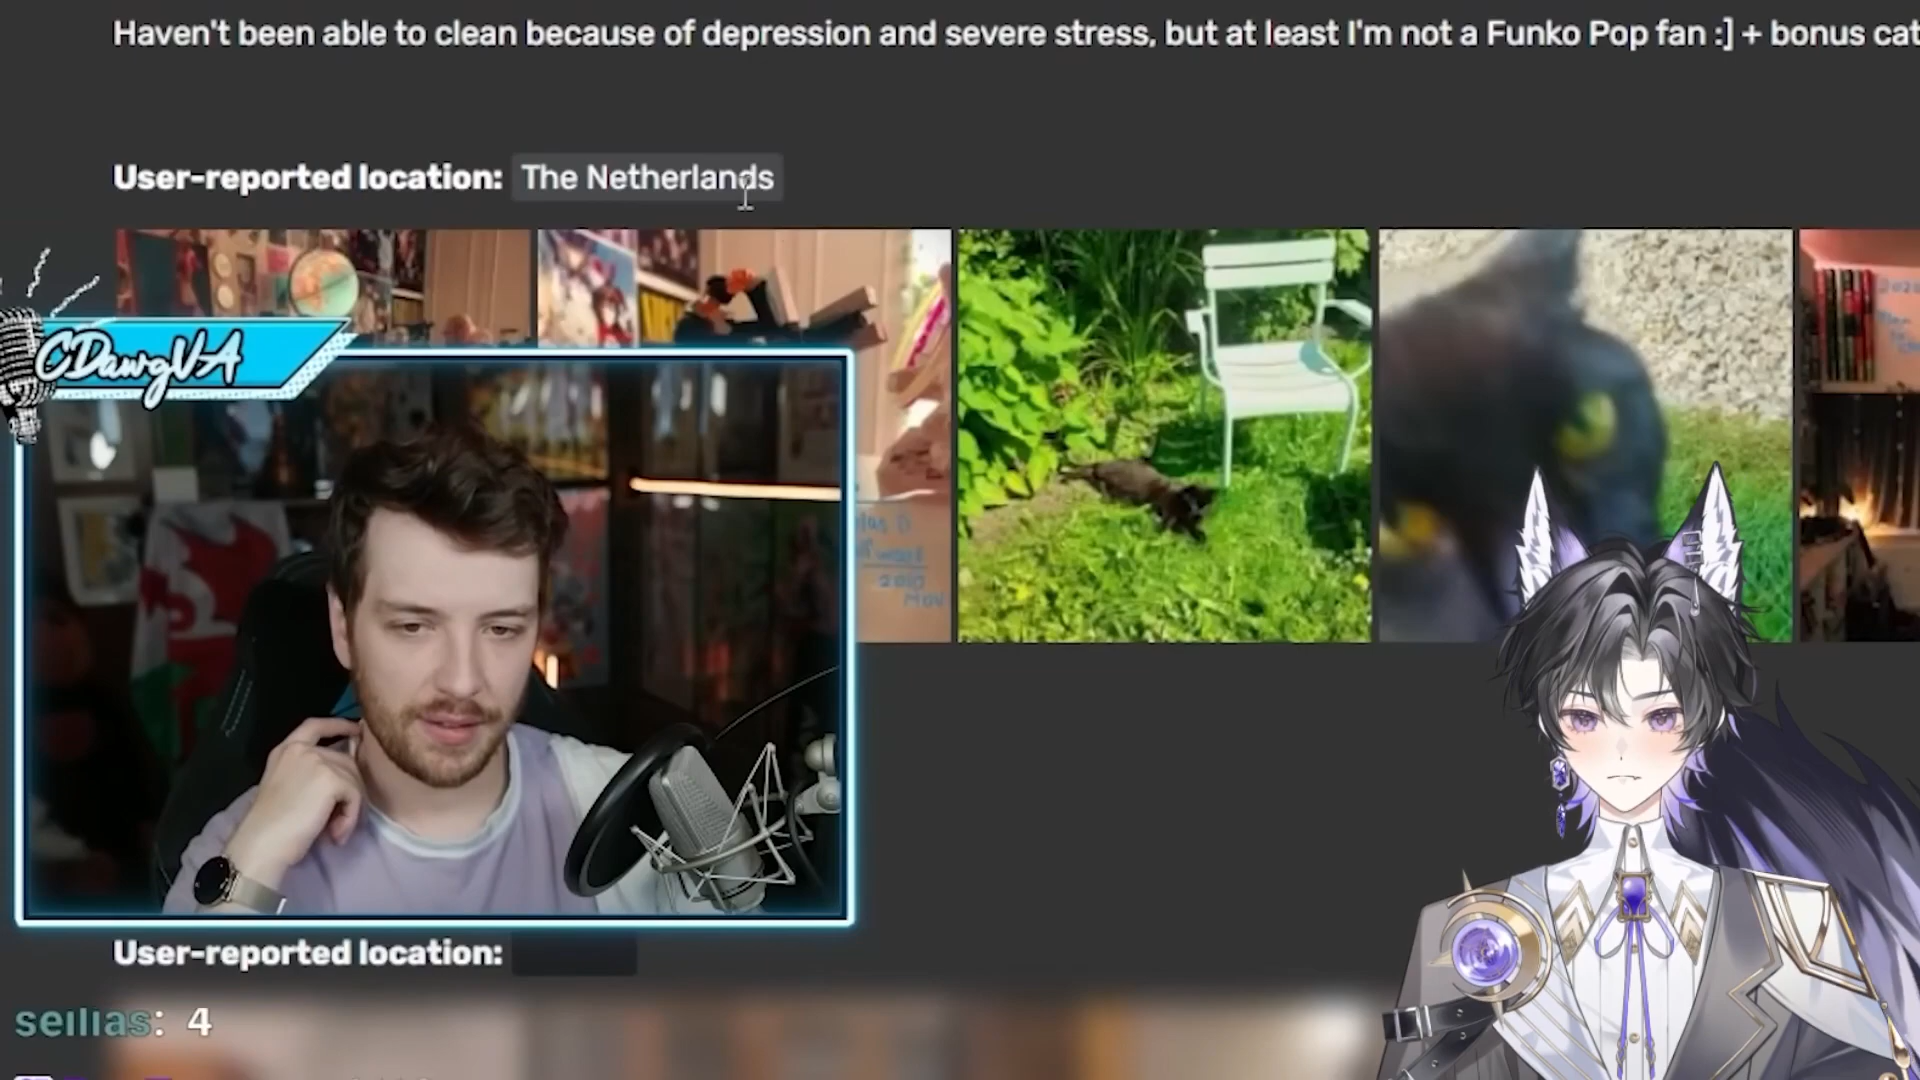 Haven't been able to clean because of depression and severe stress, but at least I'm not a Funko Pop fan :] + bonus cat
User-reported location: The Netherlands
CDawgVA
2017
User-reported location:
seilias: 4